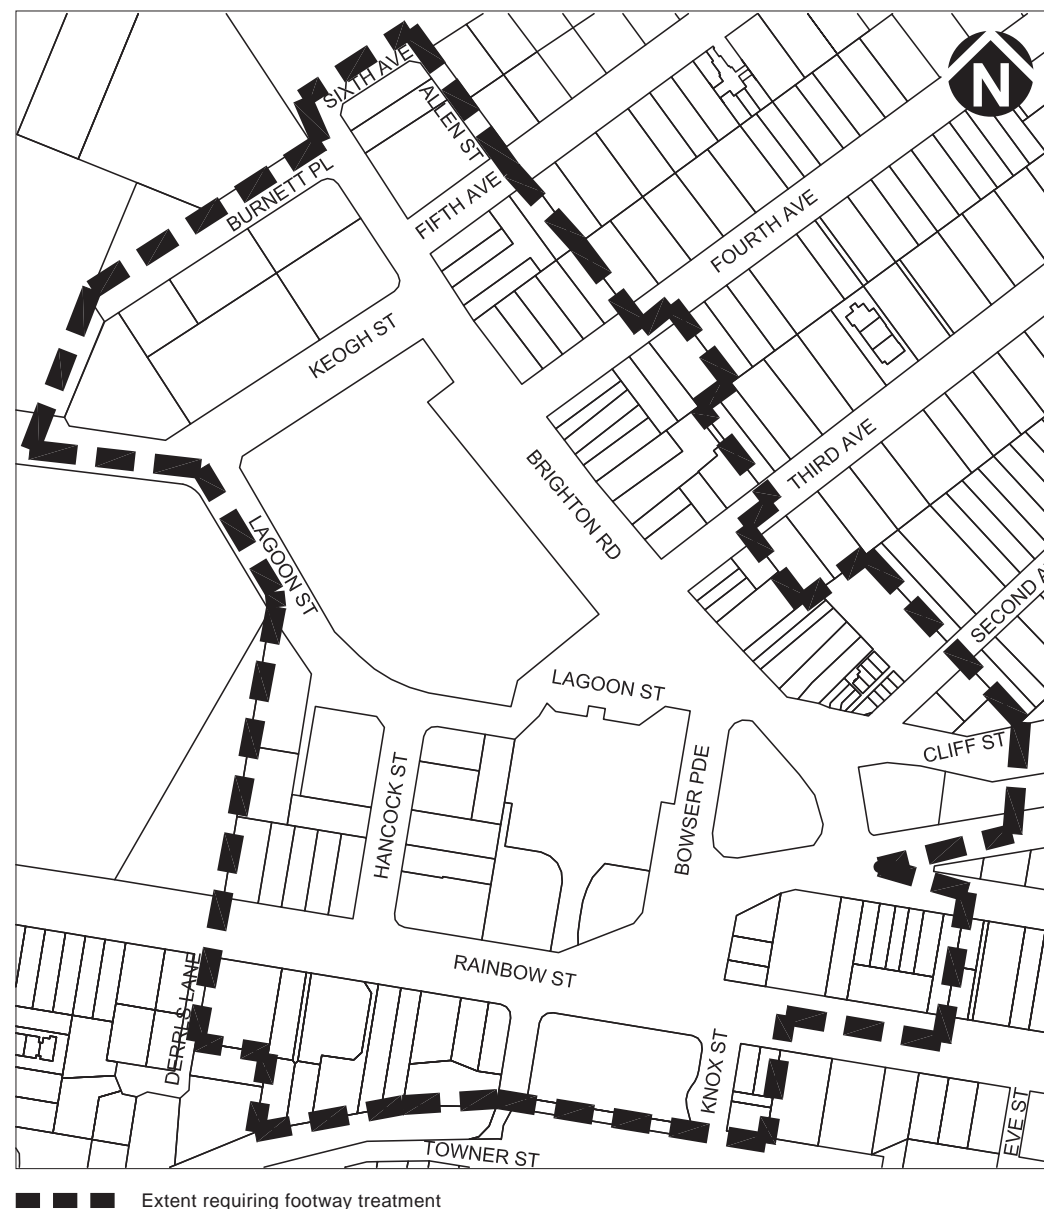 N
SIXTH AVE
ALLEN ST
BURNETT PL
FIFTH AVE
FOURTH AVE
KEOGH ST
THIRD AVE
BRIGHTON RD
LAGOON ST
SECOND A
LAGOON ST
CLIFF ST
BOWSER PDE
HANCOCK ST
RAINBOW ST
DERRLS LANE
KNOX ST
EVE ST
TOWNER ST
Extent requiring footway treatment